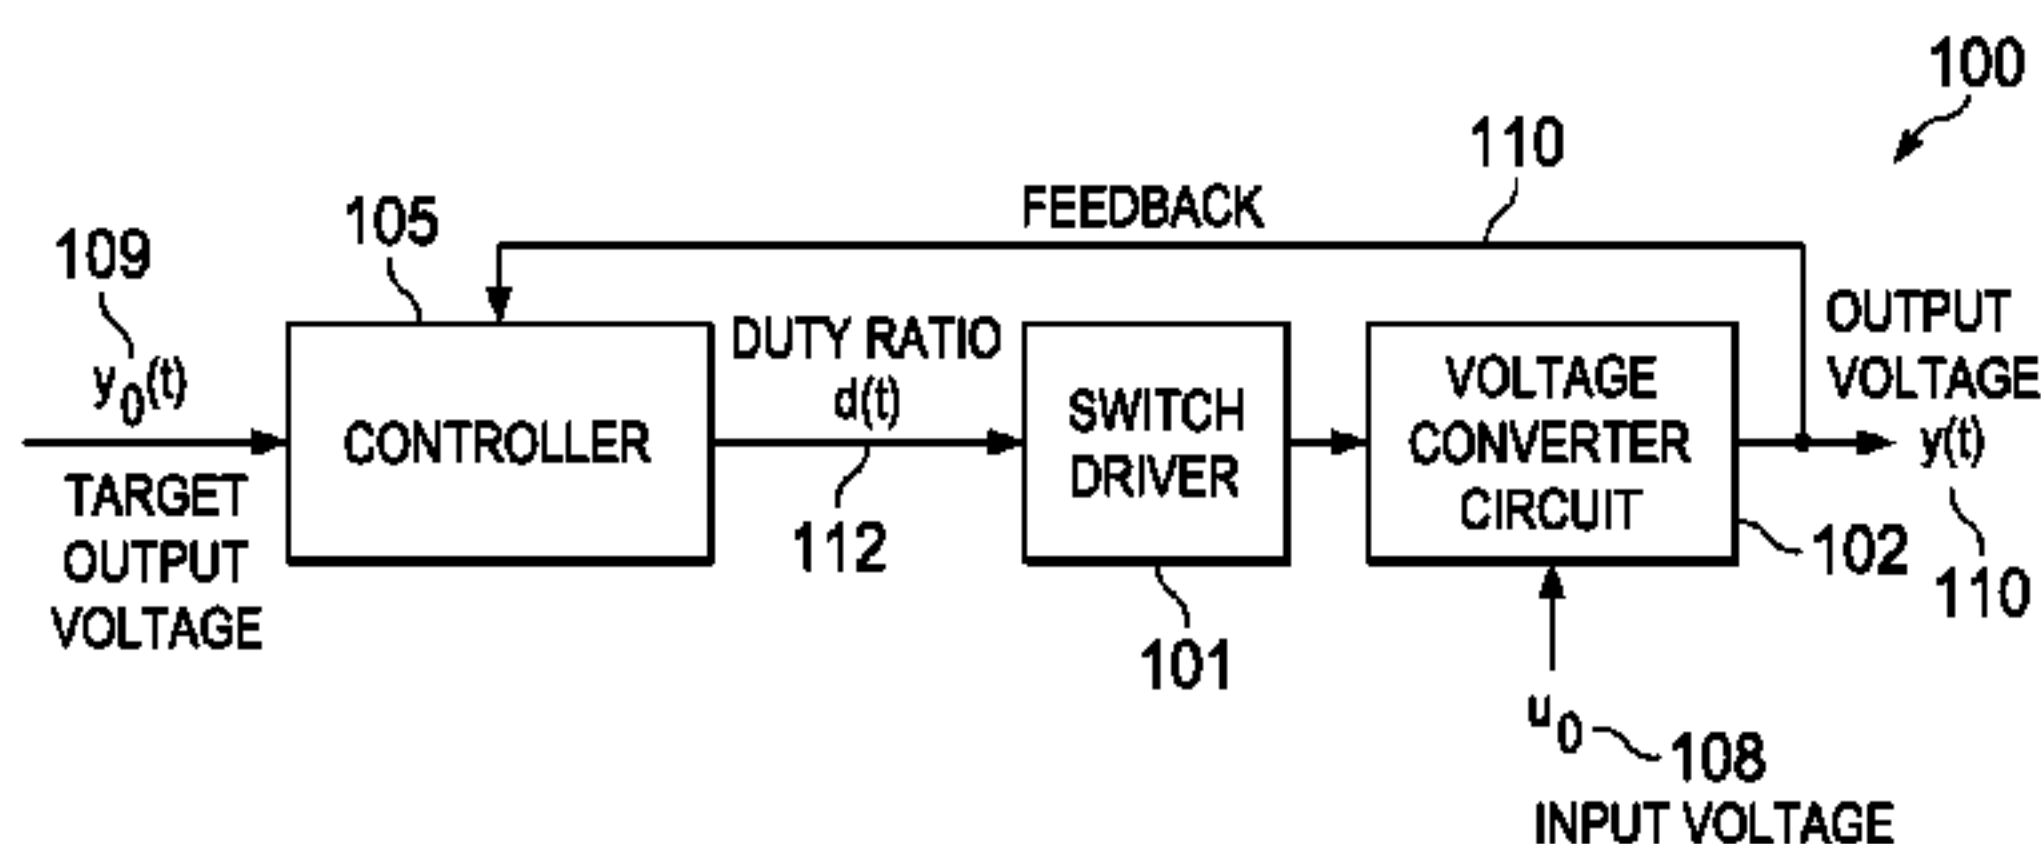 100
110
FEEDBACK
105
109
y0(t)
TARGET
OUTPUT
VOLTAGE
CONTROLLER
DUTY RATIO
d(t)
112
SWITCH
DRIVER
101
VOLTAGE
CONVERTER
CIRCUIT
102
OUTPUT
VOLTAGE
y(t)
110
u0
108
INPUT VOLTAGE